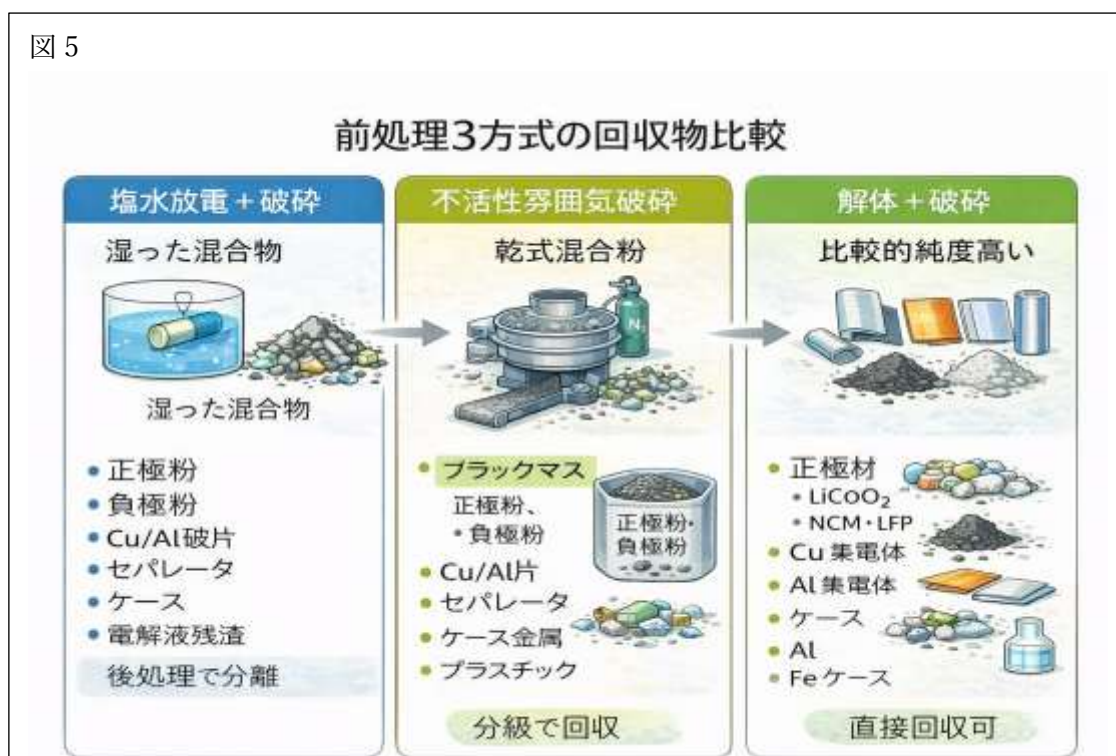 図 5
前処理3方式の回収物比較
塩水放電＋破砕
湿った混合物
湿った混合物
• 正極粉
• 負極粉
• Cu/Al破片
• セパレータ
• ケース
• 電解液残渣
後処理で分離
不活性雰囲気破砕
乾式混合粉
N
• ブラックマス
正極粉、
• 負極粉
正極粉・
負極粉
• Cu/Al片
• セパレータ
• ケース金属
• プラスチック
分級で回収
解体＋破砕
比較的純度高い
• 正極材
• LiCoO₂
• NCM・LFP
• Cu 集電体
• Al 集電体
• ケース
• Al
• Fe ケース
直接回収可